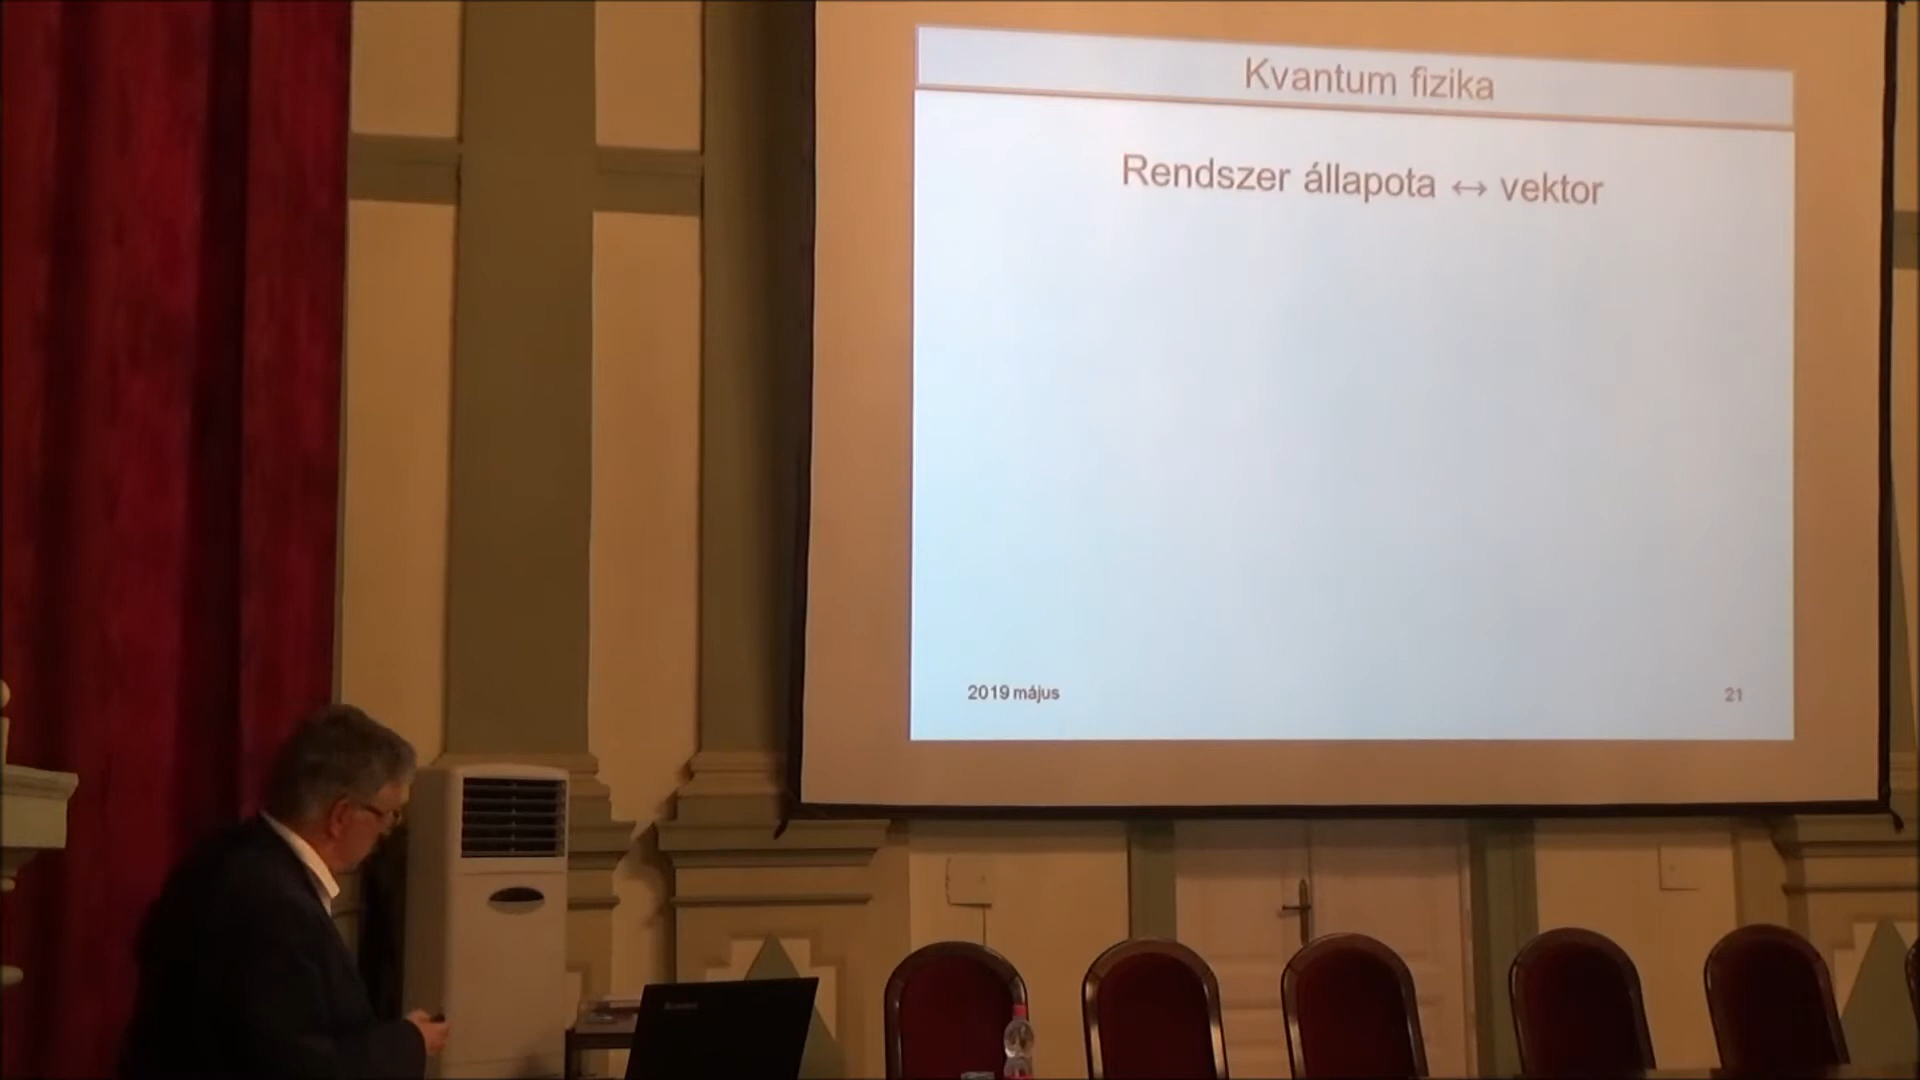 Kvantum fizika
Rendszer állapota ↔ vektor
2019 május
21